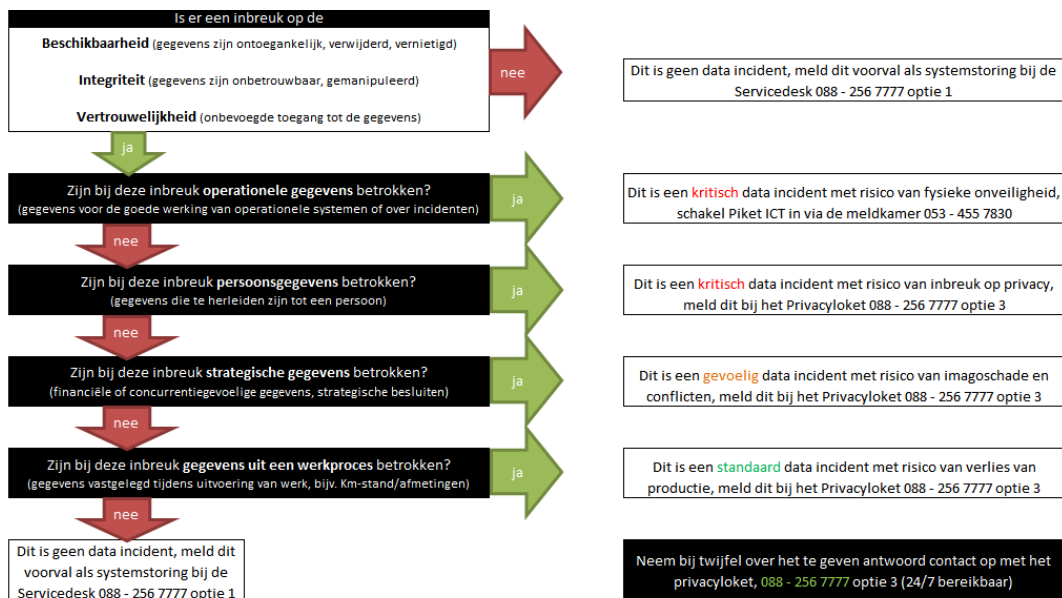 Is er een inbreuk op de
Beschikbaarheid (gegevens zijn ontoegankelijk, verwijderd, vernietigd)
Integriteit (gegevens zijn onbetrouwbaar, gemanipuleerd)
Vertrouwelijkheid (onbevoegde toegang tot de gegevens)
nee
Dit is geen data incident, meld dit voorval als systemstoring bij de
Servicedesk 088 - 256 7777 optie 1
ja
Zijn bij deze inbreuk operationele gegevens betrokken?
(gegevens voor de goede werking van operationele systemen of over incidenten)
ja
Dit is een kritisch data incident met risico van fysieke onveiligheid,
schakel Piket ICT in via de meldkamer 053 - 455 7830
nee
Zijn bij deze inbreuk persoonsgegevens betrokken?
(gegevens die te herleiden zijn tot een persoon)
ja
Dit is een kritisch data incident met risico van inbreuk op privacy,
meld dit bij het Privacyloket 088 - 256 7777 optie 3
nee
Zijn bij deze inbreuk strategische gegevens betrokken?
(financiële of concurrentiegevoelige gegevens, strategische besluiten)
ja
Dit is een gevoelig data incident met risico van imagoschade en
conflicten, meld dit bij het Privacyloket 088 - 256 7777 optie 3
nee
Zijn bij deze inbreuk gegevens uit een werkproces betrokken?
(gegevens vastgelegd tijdens uitvoering van werk, bijv. Km-stand/afmetingen)
ja
Dit is een standaard data incident met risico van verlies van
productie, meld dit bij het Privacyloket 088 - 256 7777 optie 3
nee
Dit is geen data incident, meld dit
voorval als systemstoring bij de
Servicedesk 088 - 256 7777 optie 1
Neem bij twijfel over het te geven antwoord contact op met het
privacyloket, 088 - 256 7777 optie 3 (24/7 bereikbaar)